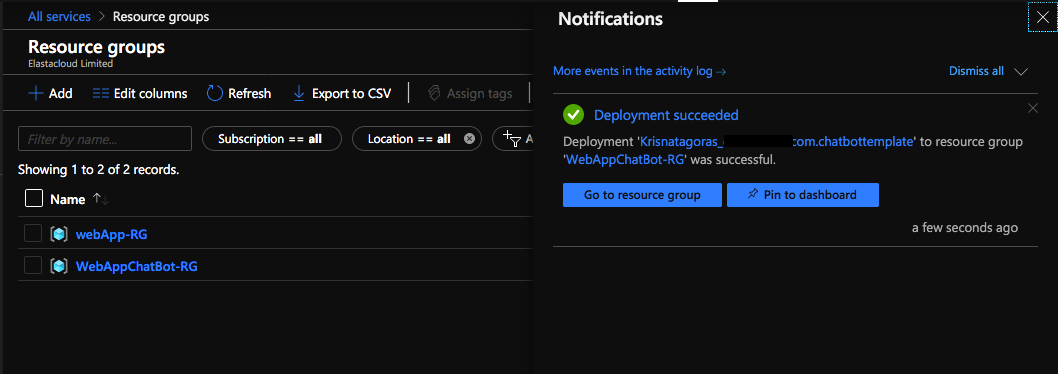 All services > Resource groups
Resource groups
Elastacloud Limited
Add Edit columns Refresh Export to CSV Assign tags
Filter by name...
Subscription == all
Location == all
Showing 1 to 2 of 2 records.
Name
webApp-RG
WebAppChatBot-RG
Notifications
More events in the activity log →
Dismiss all
Deployment succeeded
Deployment 'Krisnatagoras_ com.chatbottemplate' to resource group
'WebAppChatBot-RG' was successful.
Go to resource group
Pin to dashboard
a few seconds ago